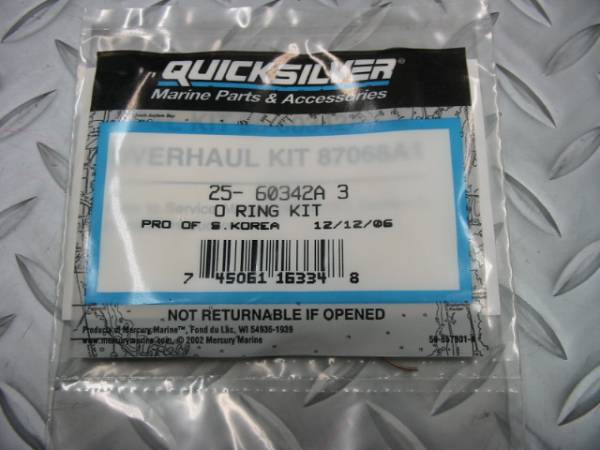 QUICKSILVER®
Marine Parts & Accessories
OVERHAUL KIT 87068A1
25- 60342A 3
O RING KIT
PRO OF S.KOREA 12/12/06
7 45061 16334 8
NOT RETURNABLE IF OPENED
Products of Mercury Marine™, Fond du Lac, WI 54935-1939
www.mercurymarine.com, © 2002 Mercury Marine